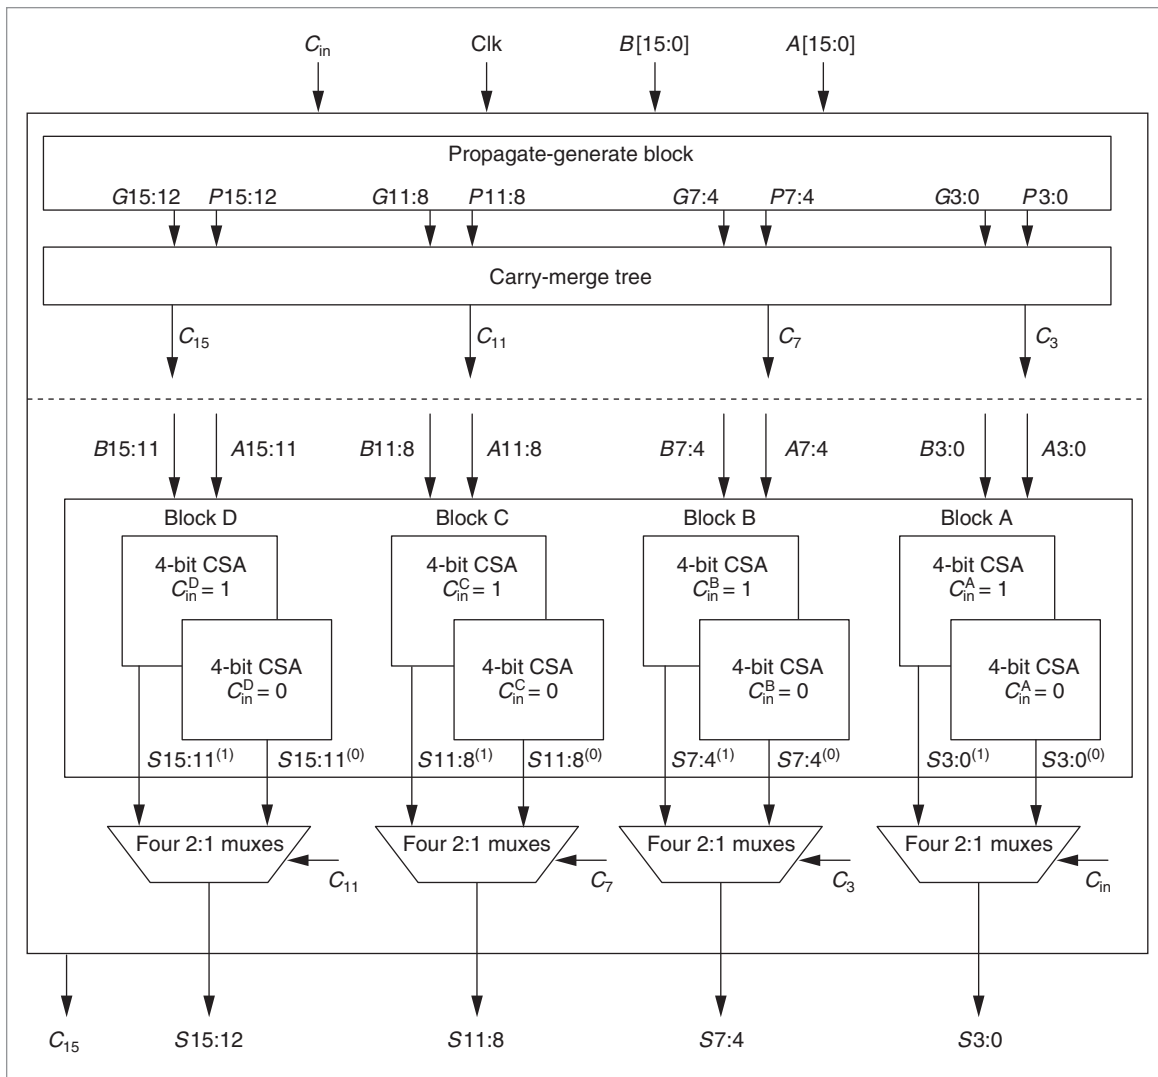 C_in Clk B[15:0] A[15:0]
Propagate-generate block
G15:12 P15:12 G11:8 P11:8 G7:4 P7:4 G3:0 P3:0
Carry-merge tree
C_15 C_11 C_7 C_3
B15:11 A15:11 B11:8 A11:8 B7:4 A7:4 B3:0 A3:0
Block D Block C Block B Block A
4-bit CSA 4-bit CSA 4-bit CSA 4-bit CSA
C_in^D = 1 C_in^C = 1 C_in^B = 1 C_in^A = 1
4-bit CSA 4-bit CSA 4-bit CSA 4-bit CSA
C_in^D = 0 C_in^C = 0 C_in^B = 0 C_in^A = 0
S15:11^(1) S15:11^(0) S11:8^(1) S11:8^(0) S7:4^(1) S7:4^(0) S3:0^(1) S3:0^(0)
Four 2:1 muxes Four 2:1 muxes Four 2:1 muxes Four 2:1 muxes
C_11 C_7 C_3 C_in
C_15 S15:12 S11:8 S7:4 S3:0